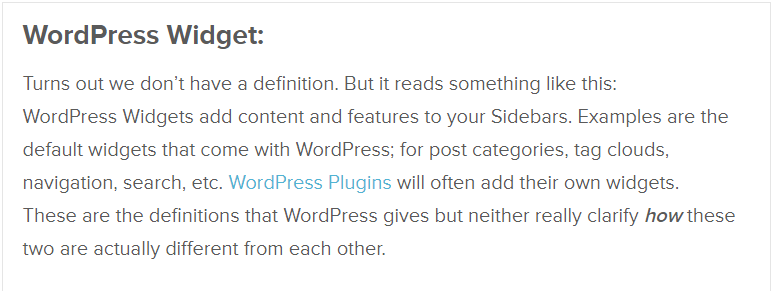 WordPress Widget:
Turns out we don’t have a definition. But it reads something like this:
WordPress Widgets add content and features to your Sidebars. Examples are the
default widgets that come with WordPress; for post categories, tag clouds,
navigation, search, etc. WordPress Plugins will often add their own widgets.
These are the definitions that WordPress gives but neither really clarify how these
two are actually different from each other.